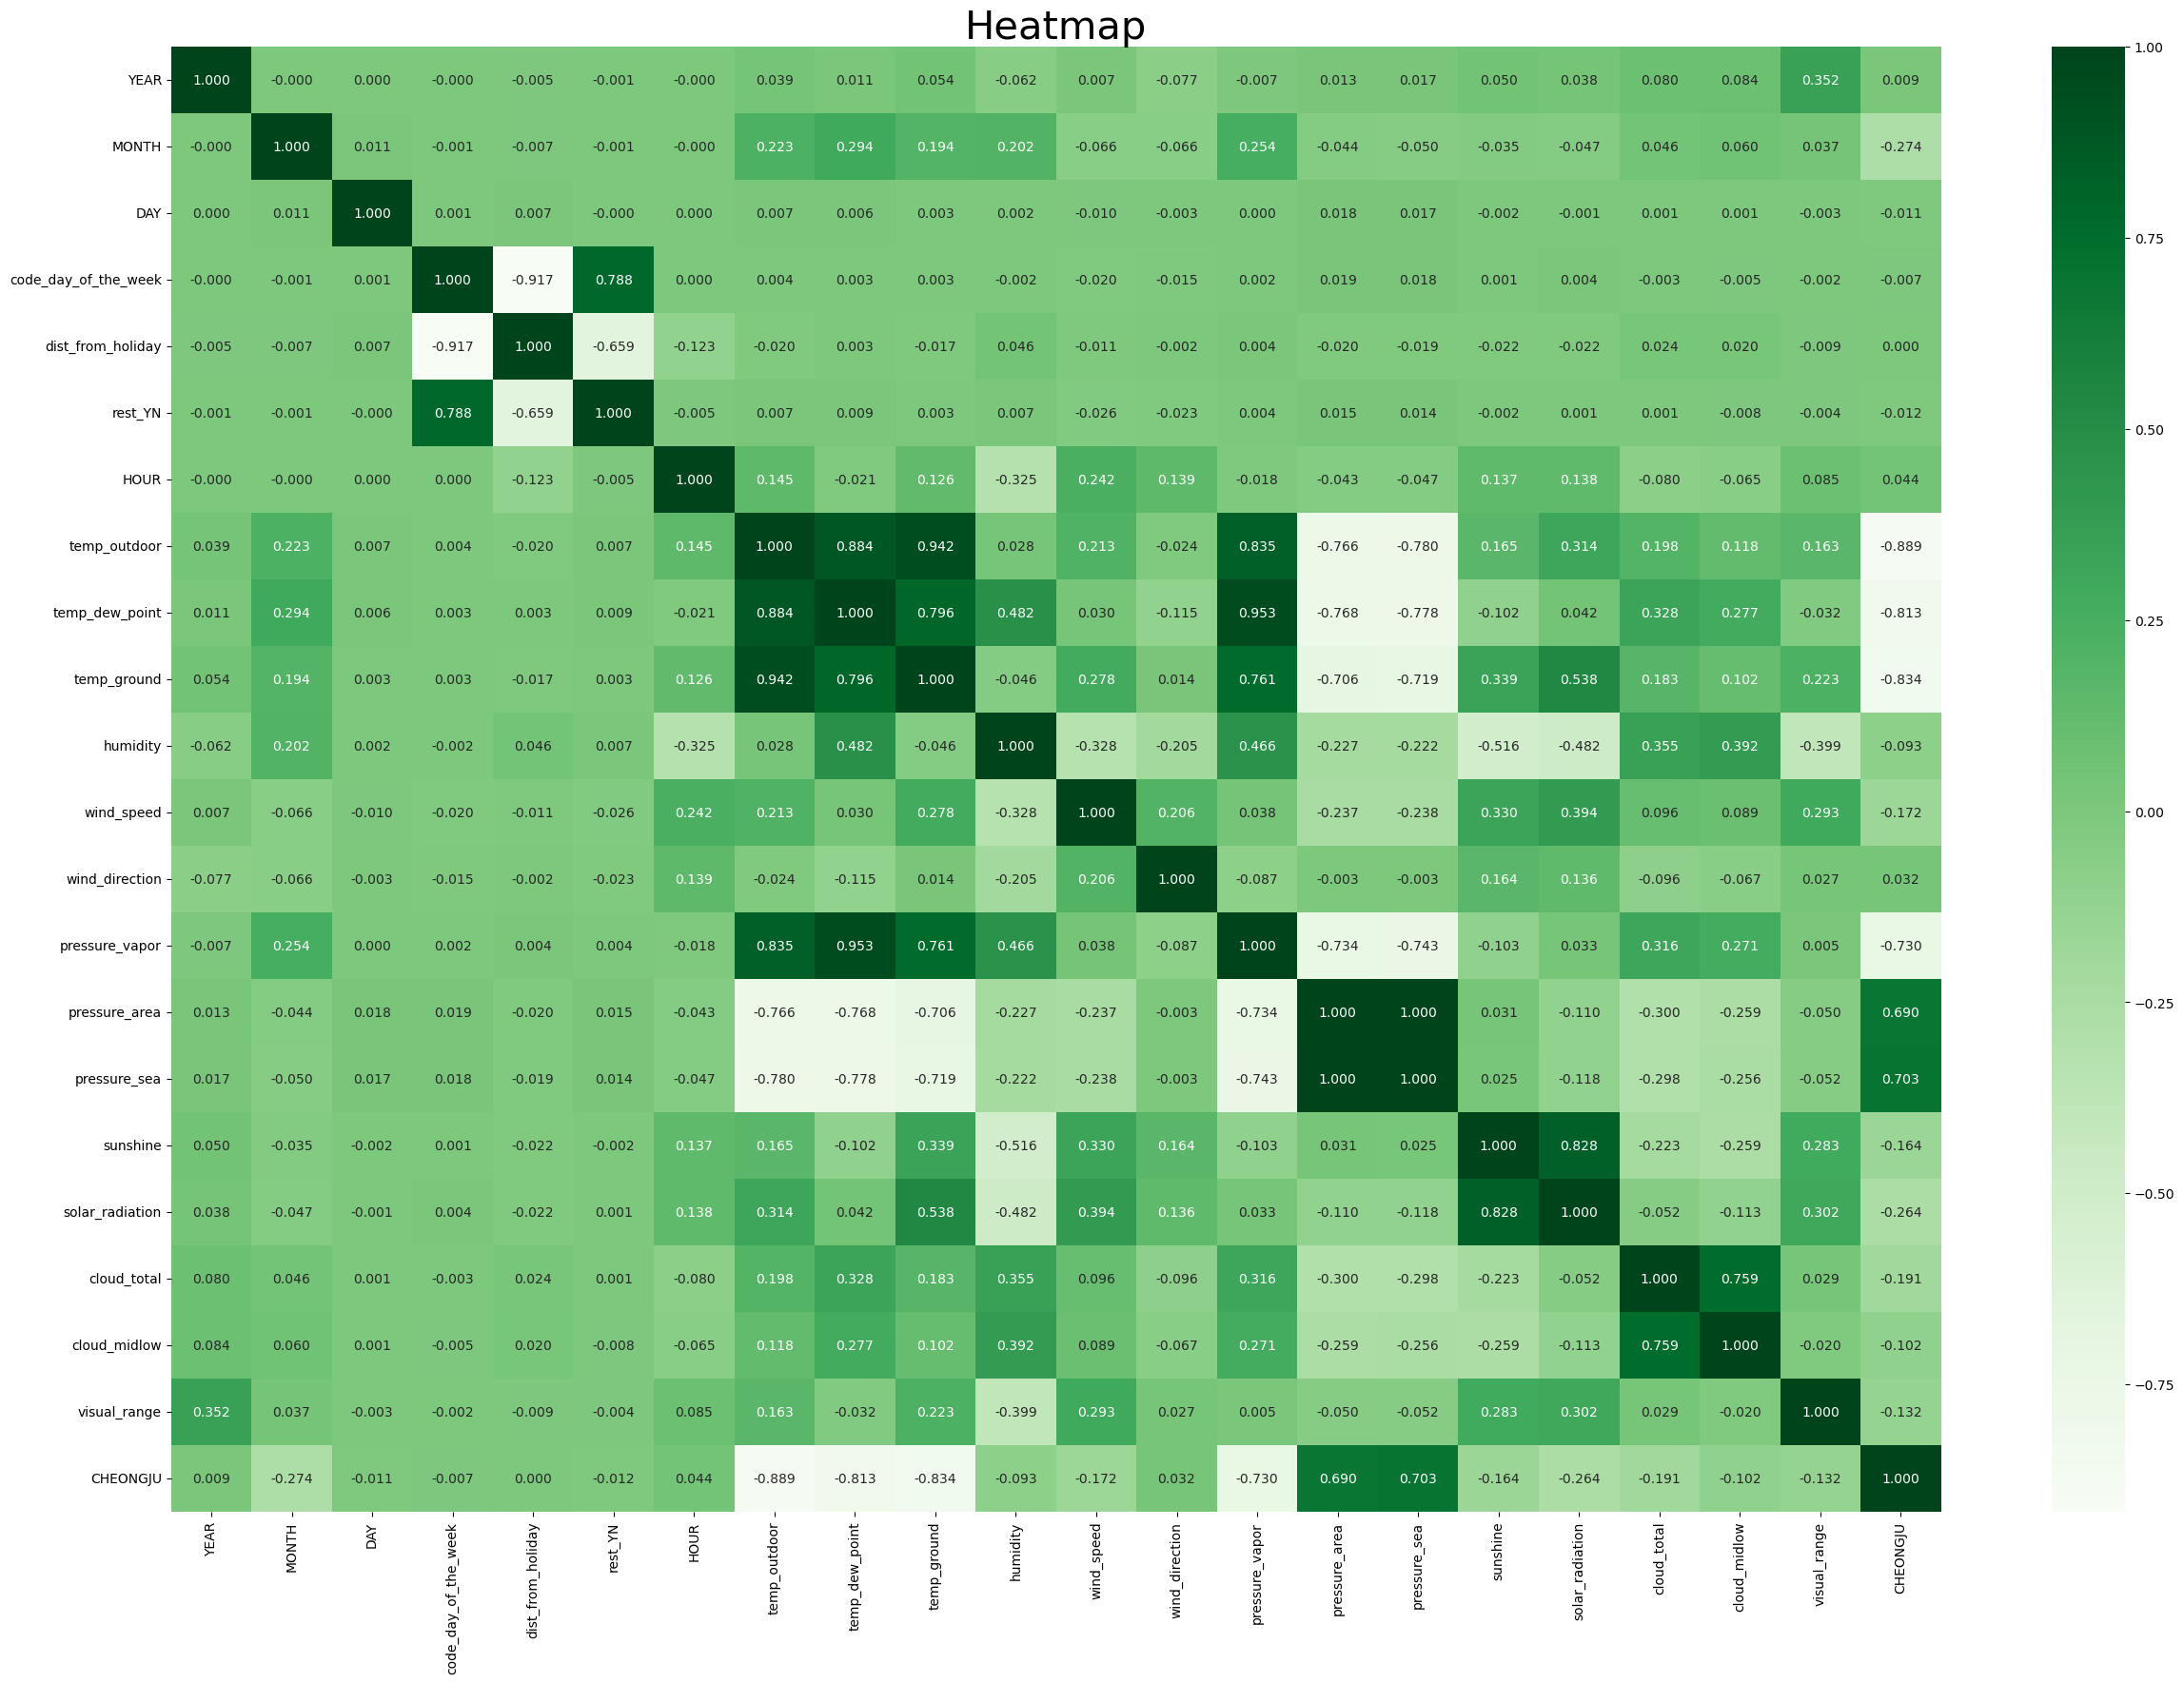 Heatmap
YEAR 1.000 -0.000 0.000 -0.000 -0.005 -0.001 -0.000 0.039 0.011 0.054 -0.062 0.007 -0.077 -0.007 0.013 0.017 0.050 0.038 0.080 0.084 0.352 0.009
MONTH -0.000 1.000 0.011 -0.001 -0.007 -0.001 -0.000 0.223 0.294 0.194 0.202 -0.066 -0.066 0.254 -0.044 -0.050 -0.035 -0.047 0.046 0.060 0.037 -0.274
DAY 0.000 0.011 1.000 0.001 0.007 -0.000 0.000 0.007 0.006 0.003 0.002 -0.010 -0.003 0.000 0.018 0.017 -0.002 -0.001 0.001 0.001 -0.003 -0.011
code_day_of_the_week -0.000 -0.001 0.001 1.000 -0.917 0.788 0.000 0.004 0.003 0.003 -0.002 -0.020 -0.015 0.002 0.019 0.018 0.001 0.004 -0.003 -0.005 -0.002 -0.007
dist_from_holiday -0.005 -0.007 0.007 -0.917 1.000 -0.659 -0.123 -0.020 0.003 -0.017 0.046 -0.011 -0.002 0.004 -0.020 -0.019 -0.022 -0.022 0.024 0.020 -0.009 0.000
rest_YN -0.001 -0.001 -0.000 0.788 -0.659 1.000 -0.005 0.007 0.009 0.003 0.007 -0.026 -0.023 0.004 0.015 0.014 -0.002 0.001 0.001 -0.008 -0.004 -0.012
HOUR -0.000 -0.000 0.000 0.000 -0.123 -0.005 1.000 0.145 -0.021 0.126 -0.325 0.242 0.139 -0.018 -0.043 -0.047 0.137 0.138 -0.080 -0.065 0.085 0.044
temp_outdoor 0.039 0.223 0.007 0.004 -0.020 0.007 0.145 1.000 0.884 0.942 0.028 0.213 -0.024 0.835 -0.766 -0.780 0.165 0.314 0.198 0.118 0.163 -0.889
temp_dew_point 0.011 0.294 0.006 0.003 0.003 0.009 -0.021 0.884 1.000 0.796 0.482 0.030 -0.115 0.953 -0.768 -0.778 -0.102 0.042 0.328 0.277 -0.032 -0.813
temp_ground 0.054 0.194 0.003 0.003 -0.017 0.003 0.126 0.942 0.796 1.000 -0.046 0.278 0.014 0.761 -0.706 -0.719 0.339 0.538 0.183 0.102 0.223 -0.834
humidity -0.062 0.202 0.002 -0.002 0.046 0.007 -0.325 0.028 0.482 -0.046 1.000 -0.328 -0.205 0.466 -0.227 -0.222 -0.516 -0.482 0.355 0.392 -0.399 -0.093
wind_speed 0.007 -0.066 -0.010 -0.020 -0.011 -0.026 0.242 0.213 0.030 0.278 -0.328 1.000 0.206 0.038 -0.237 -0.238 0.330 0.394 0.096 0.089 0.293 -0.172
wind_direction -0.077 -0.066 -0.003 -0.015 -0.002 -0.023 0.139 -0.024 -0.115 0.014 -0.205 0.206 1.000 -0.087 -0.003 -0.003 0.164 0.136 -0.096 -0.067 0.027 0.032
pressure_vapor -0.007 0.254 0.000 0.002 0.004 0.004 -0.018 0.835 0.953 0.761 0.466 0.038 -0.087 1.000 -0.734 -0.743 -0.103 0.033 0.316 0.271 0.005 -0.730
pressure_area 0.013 -0.044 0.018 0.019 -0.020 0.015 -0.043 -0.766 -0.768 -0.706 -0.227 -0.237 -0.003 -0.734 1.000 1.000 0.031 -0.110 -0.300 -0.259 -0.050 0.690
pressure_sea 0.017 -0.050 0.017 0.018 -0.019 0.014 -0.047 -0.780 -0.778 -0.719 -0.222 -0.238 -0.003 -0.743 1.000 1.000 0.025 -0.118 -0.298 -0.256 -0.052 0.703
sunshine 0.050 -0.035 -0.002 0.001 -0.022 -0.002 0.137 0.165 -0.102 0.339 -0.516 0.330 0.164 -0.103 0.031 0.025 1.000 0.828 -0.223 -0.259 0.283 -0.164
solar_radiation 0.038 -0.047 -0.001 0.004 -0.022 0.001 0.138 0.314 0.042 0.538 -0.482 0.394 0.136 0.033 -0.110 -0.118 0.828 1.000 -0.052 -0.113 0.302 -0.264
cloud_total 0.080 0.046 0.001 -0.003 0.024 0.001 -0.080 0.198 0.328 0.183 0.355 0.096 -0.096 0.316 -0.300 -0.298 -0.223 -0.052 1.000 0.759 0.029 -0.191
cloud_midlow 0.084 0.060 0.001 -0.005 0.020 -0.008 -0.065 0.118 0.277 0.102 0.392 0.089 -0.067 0.271 -0.259 -0.256 -0.259 -0.113 0.759 1.000 -0.020 -0.102
visual_range 0.352 0.037 -0.003 -0.002 -0.009 -0.004 0.085 0.163 -0.032 0.223 -0.399 0.293 0.027 0.005 -0.050 -0.052 0.283 0.302 0.029 -0.020 1.000 -0.132
CHEONGJU 0.009 -0.274 -0.011 -0.007 0.000 -0.012 0.044 -0.889 -0.813 -0.834 -0.093 -0.172 0.032 -0.730 0.690 0.703 -0.164 -0.264 -0.191 -0.102 -0.132 1.000
YEAR MONTH DAY code_day_of_the_week dist_from_holiday rest_YN HOUR temp_outdoor temp_dew_point temp_ground humidity wind_speed wind_direction pressure_vapor pressure_area pressure_sea sunshine solar_radiation cloud_total cloud_midlow visual_range CHEONGJU
1.00
0.75
0.50
0.25
0.00
−0.25
−0.50
−0.75